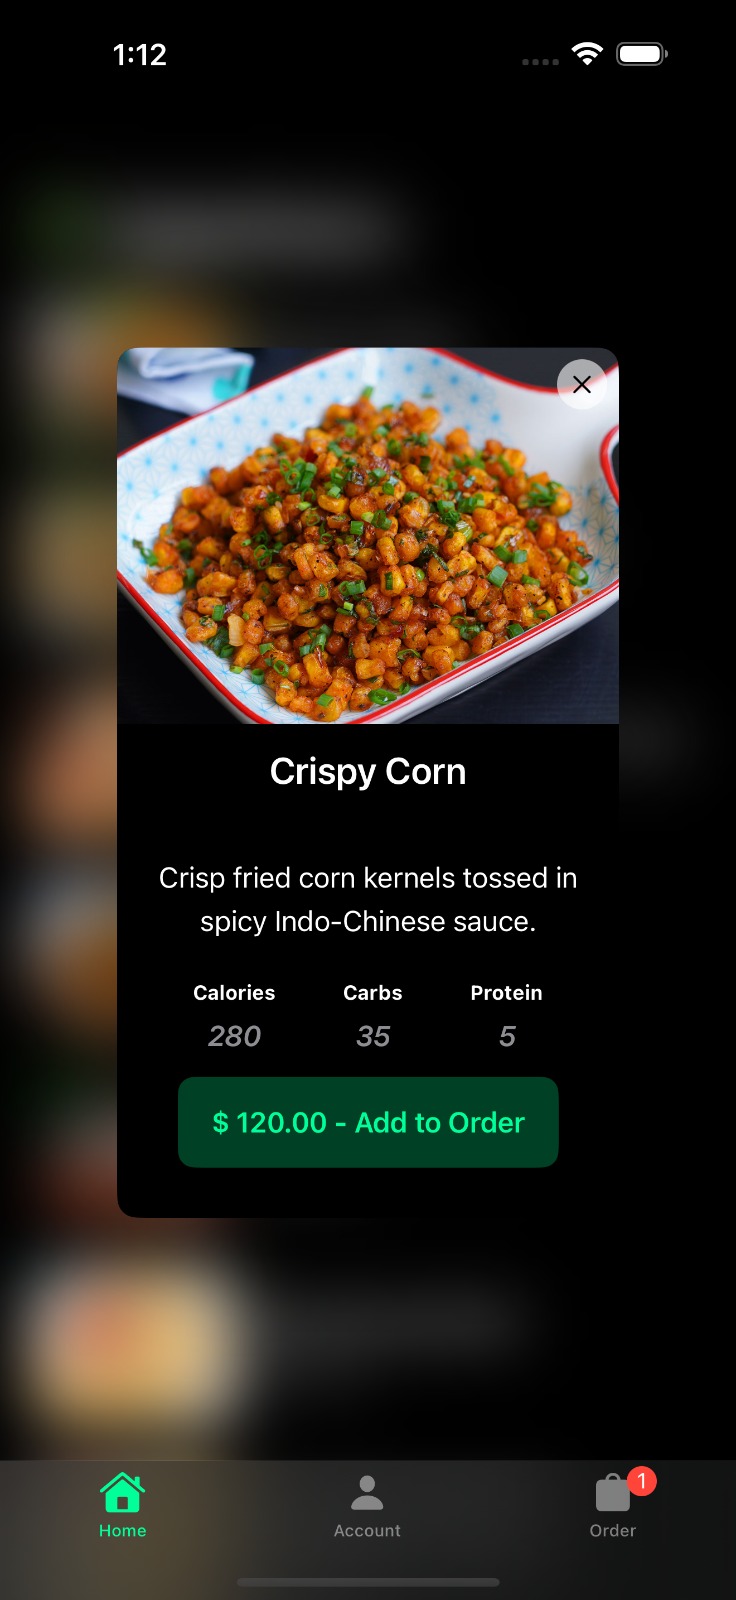 1:12
Crispy Corn
Crisp fried corn kernels tossed in
spicy Indo-Chinese sauce.
Calories Carbs Protein
280 35 5
$ 120.00 - Add to Order
1
Home Account Order